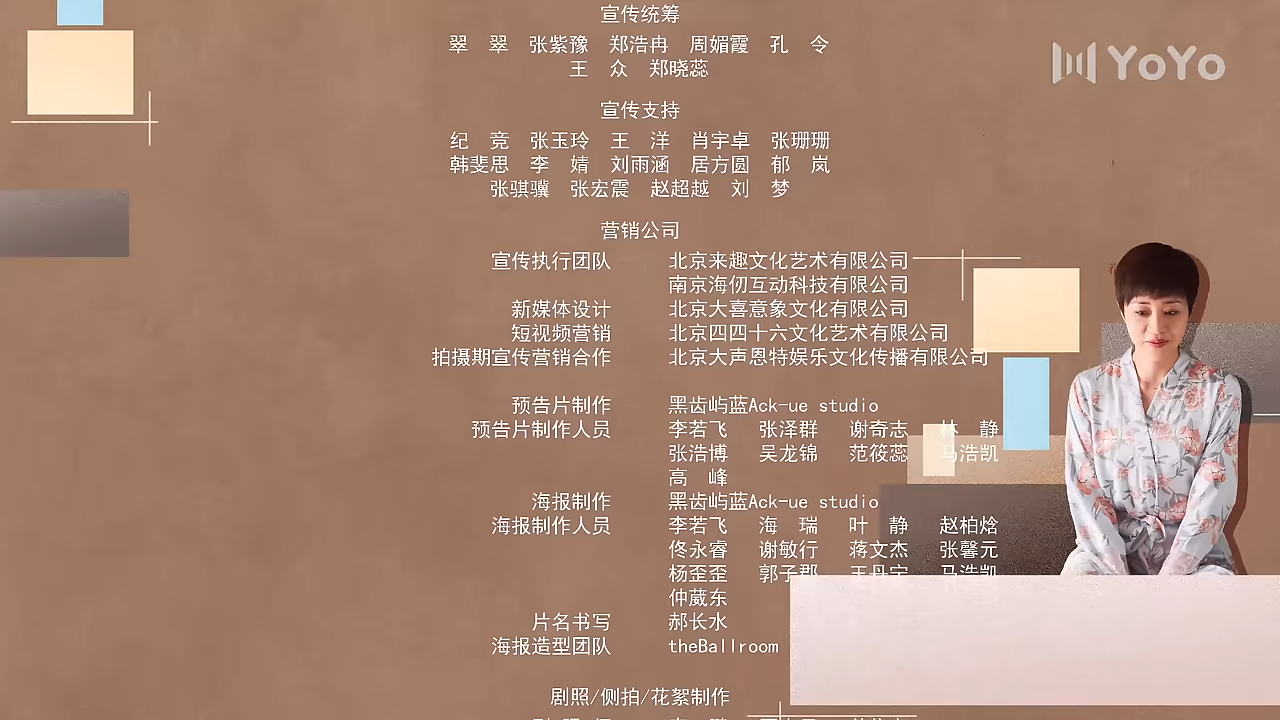 宣传统筹
YoYo
翠　翠　张紫豫　郑浩冉　周媚霞　孔　令
王　众　郑晓蕊
宣传支持
纪　竞　张玉玲　王　洋　肖宇卓　张珊珊
韩斐思　李　婧　刘雨涵　居方圆　郁　岚
张骐骥　张宏震　赵超越　刘　梦
营销公司
宣传执行团队　北京来趣文化艺术有限公司
南京海仞互动科技有限公司
新媒体设计　北京大喜意象文化有限公司
短视频营销　北京四四十六文化艺术有限公司
拍摄期宣传营销合作　北京大声恩特娱乐文化传播有限公司
预告片制作　黑齿屿蓝Ack-ue studio
预告片制作人员　李若飞　张泽群　谢奇志　林　静
张浩博　吴龙锦　范筱蕊　马浩凯
高　峰
海报制作　黑齿屿蓝Ack-ue studio
海报制作人员　李若飞　海　瑞　叶　静　赵柏焓
佟永睿　谢敏行　蒋文杰　张馨元
杨歪歪　郭子郡　王丹宁　马浩凯
仲葳东
片名书写　郝长水
海报造型团队　theBallroom
剧照/侧拍/花絮制作